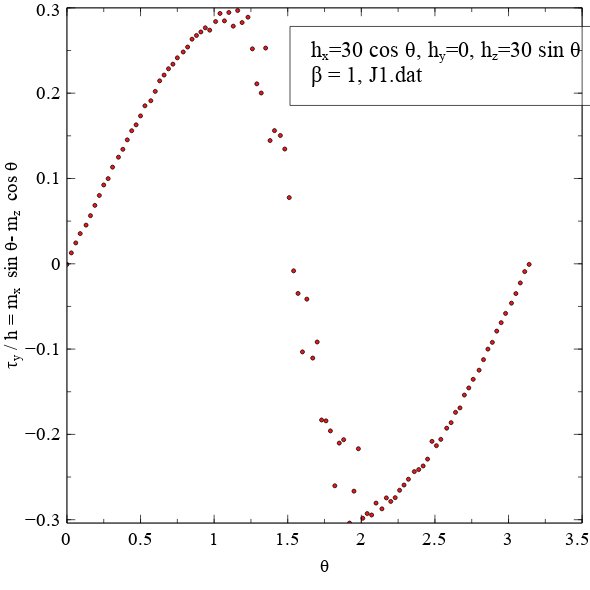 0.3
0.2
0.1
0
−0.1
−0.2
−0.3
τy / h = mx sin θ- mz cos θ
hx=30 cos θ, hy=0, hz=30 sin θ
β = 1, J1.dat
0 0.5 1 1.5 2 2.5 3 3.5
θ